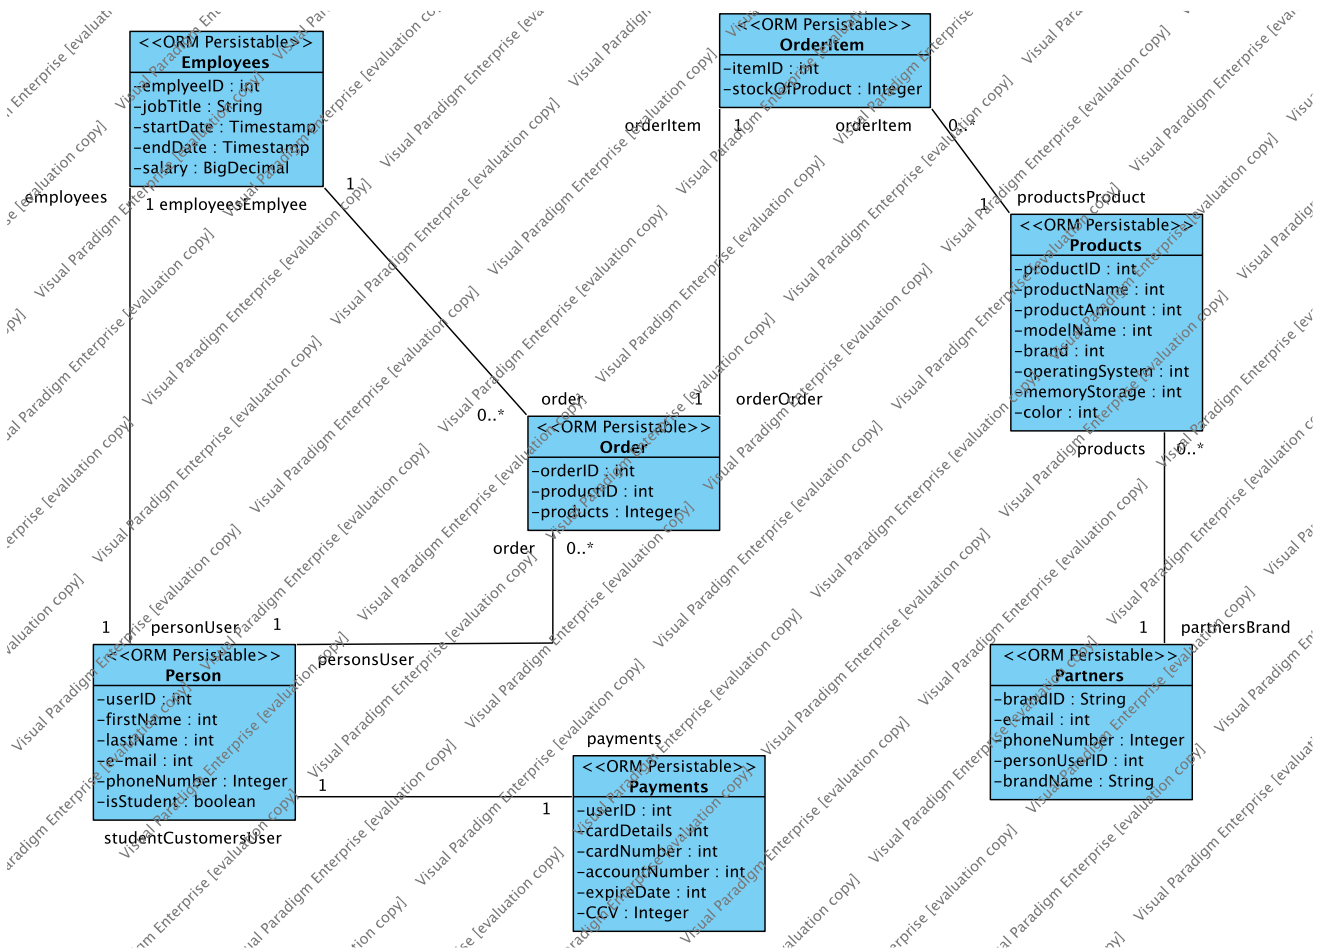 <<ORM Persistable>>
Employees
-emplyeeID : int
-jobTitle : String
-startDate : Timestamp
-endDate : Timestamp
-salary : BigDecimal
employees
1 employeesEmplyee
1
<<ORM Persistable>>
OrderItem
-itemID : int
-stockOfProduct : Integer
orderItem
1
orderItem
0..*
1
productsProduct
<<ORM Persistable>>
Products
-productID : int
-productName : int
-productAmount : int
-modelName : int
-brand : int
-operatingSystem : int
-memoryStorage : int
-color : int
products
0..*
order
0..*
1
orderOrder
<<ORM Persistable>>
Order
-orderID : int
-productID : int
-products : Integer
order
0..*
1
personUser
1
personsUser
<<ORM Persistable>>
Person
-userID : int
-firstName : int
-lastName : int
-e-mail : int
-phoneNumber : Integer
-isStudent : boolean
studentCustomersUser
1
1
payments
<<ORM Persistable>>
Payments
-userID : int
-cardDetails : int
-cardNumber : int
-accountNumber : int
-expireDate : int
-CCV : Integer
1
partnersBrand
<<ORM Persistable>>
Partners
-brandID : String
-e-mail : int
-phoneNumber : Integer
-personUserID : int
-brandName : String
Visual Paradigm Enterprise [evaluation copy]